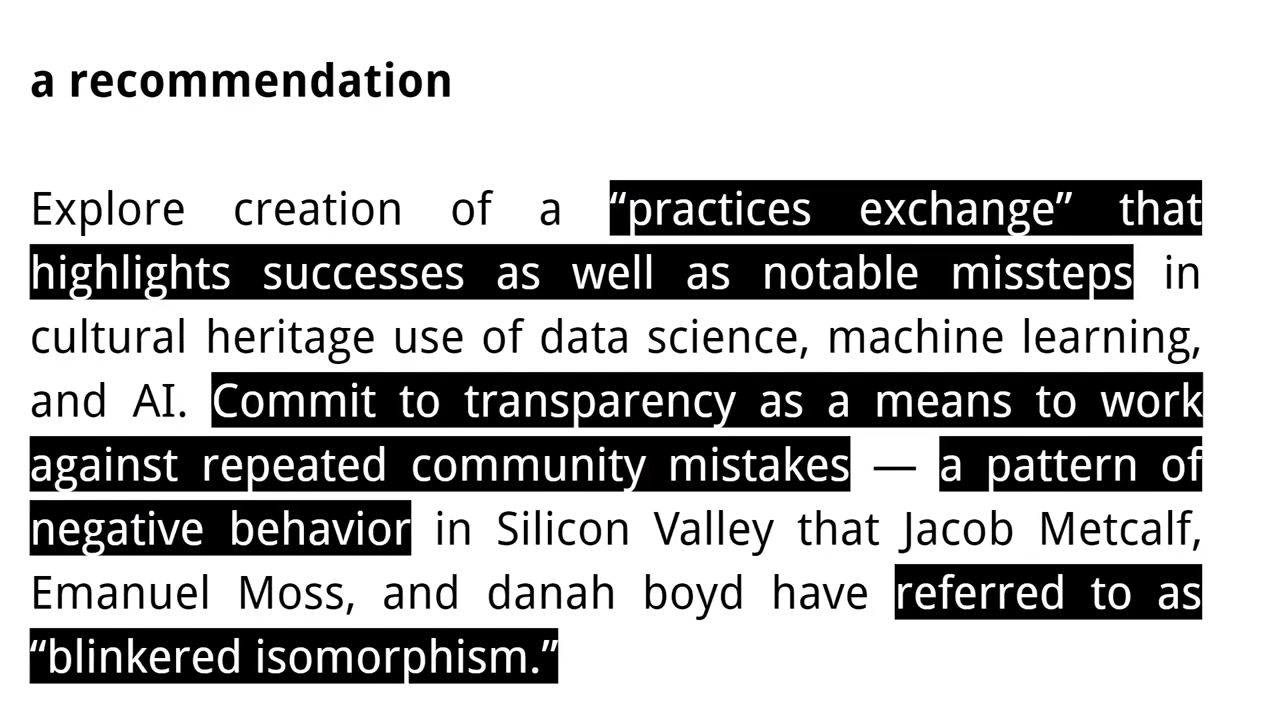 a recommendation
Explore creation of a “practices exchange” that
highlights successes as well as notable missteps in
cultural heritage use of data science, machine learning,
and AI. Commit to transparency as a means to work
against repeated community mistakes — a pattern of
negative behavior in Silicon Valley that Jacob Metcalf,
Emanuel Moss, and danah boyd have referred to as
“blinkered isomorphism.”